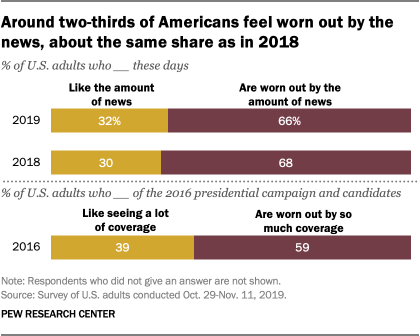 Around two-thirds of Americans feel worn out by the
news, about the same share as in 2018
% of U.S. adults who __ these days
Like the amount
of news
Are worn out by the
amount of news
2019 32% 66%
2018 30 68
% of U.S. adults who __ of the 2016 presidential campaign and candidates
Like seeing a lot
of coverage
Are worn out by so
much coverage
2016 39 59
Note: Respondents who did not give an answer are not shown.
Source: Survey of U.S. adults conducted Oct. 29-Nov. 11, 2019.
PEW RESEARCH CENTER